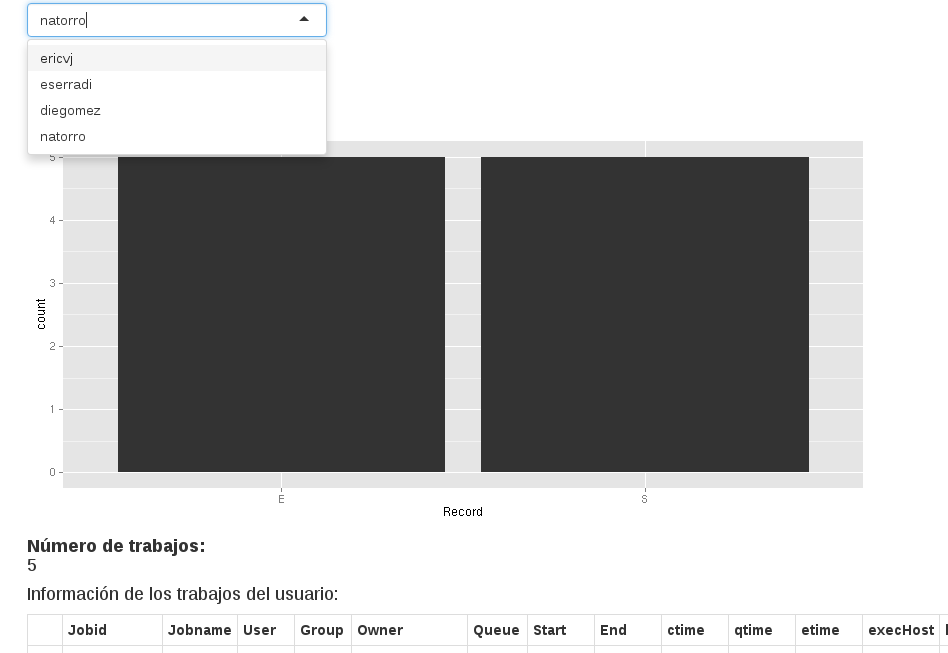 natorro
ericvj
eserradi
diegomez
natorro
5
4
3
2
1
0
count
E S
Record
Número de trabajos:
5
Información de los trabajos del usuario:
Jobid Jobname User Group Owner Queue Start End ctime qtime etime execHost